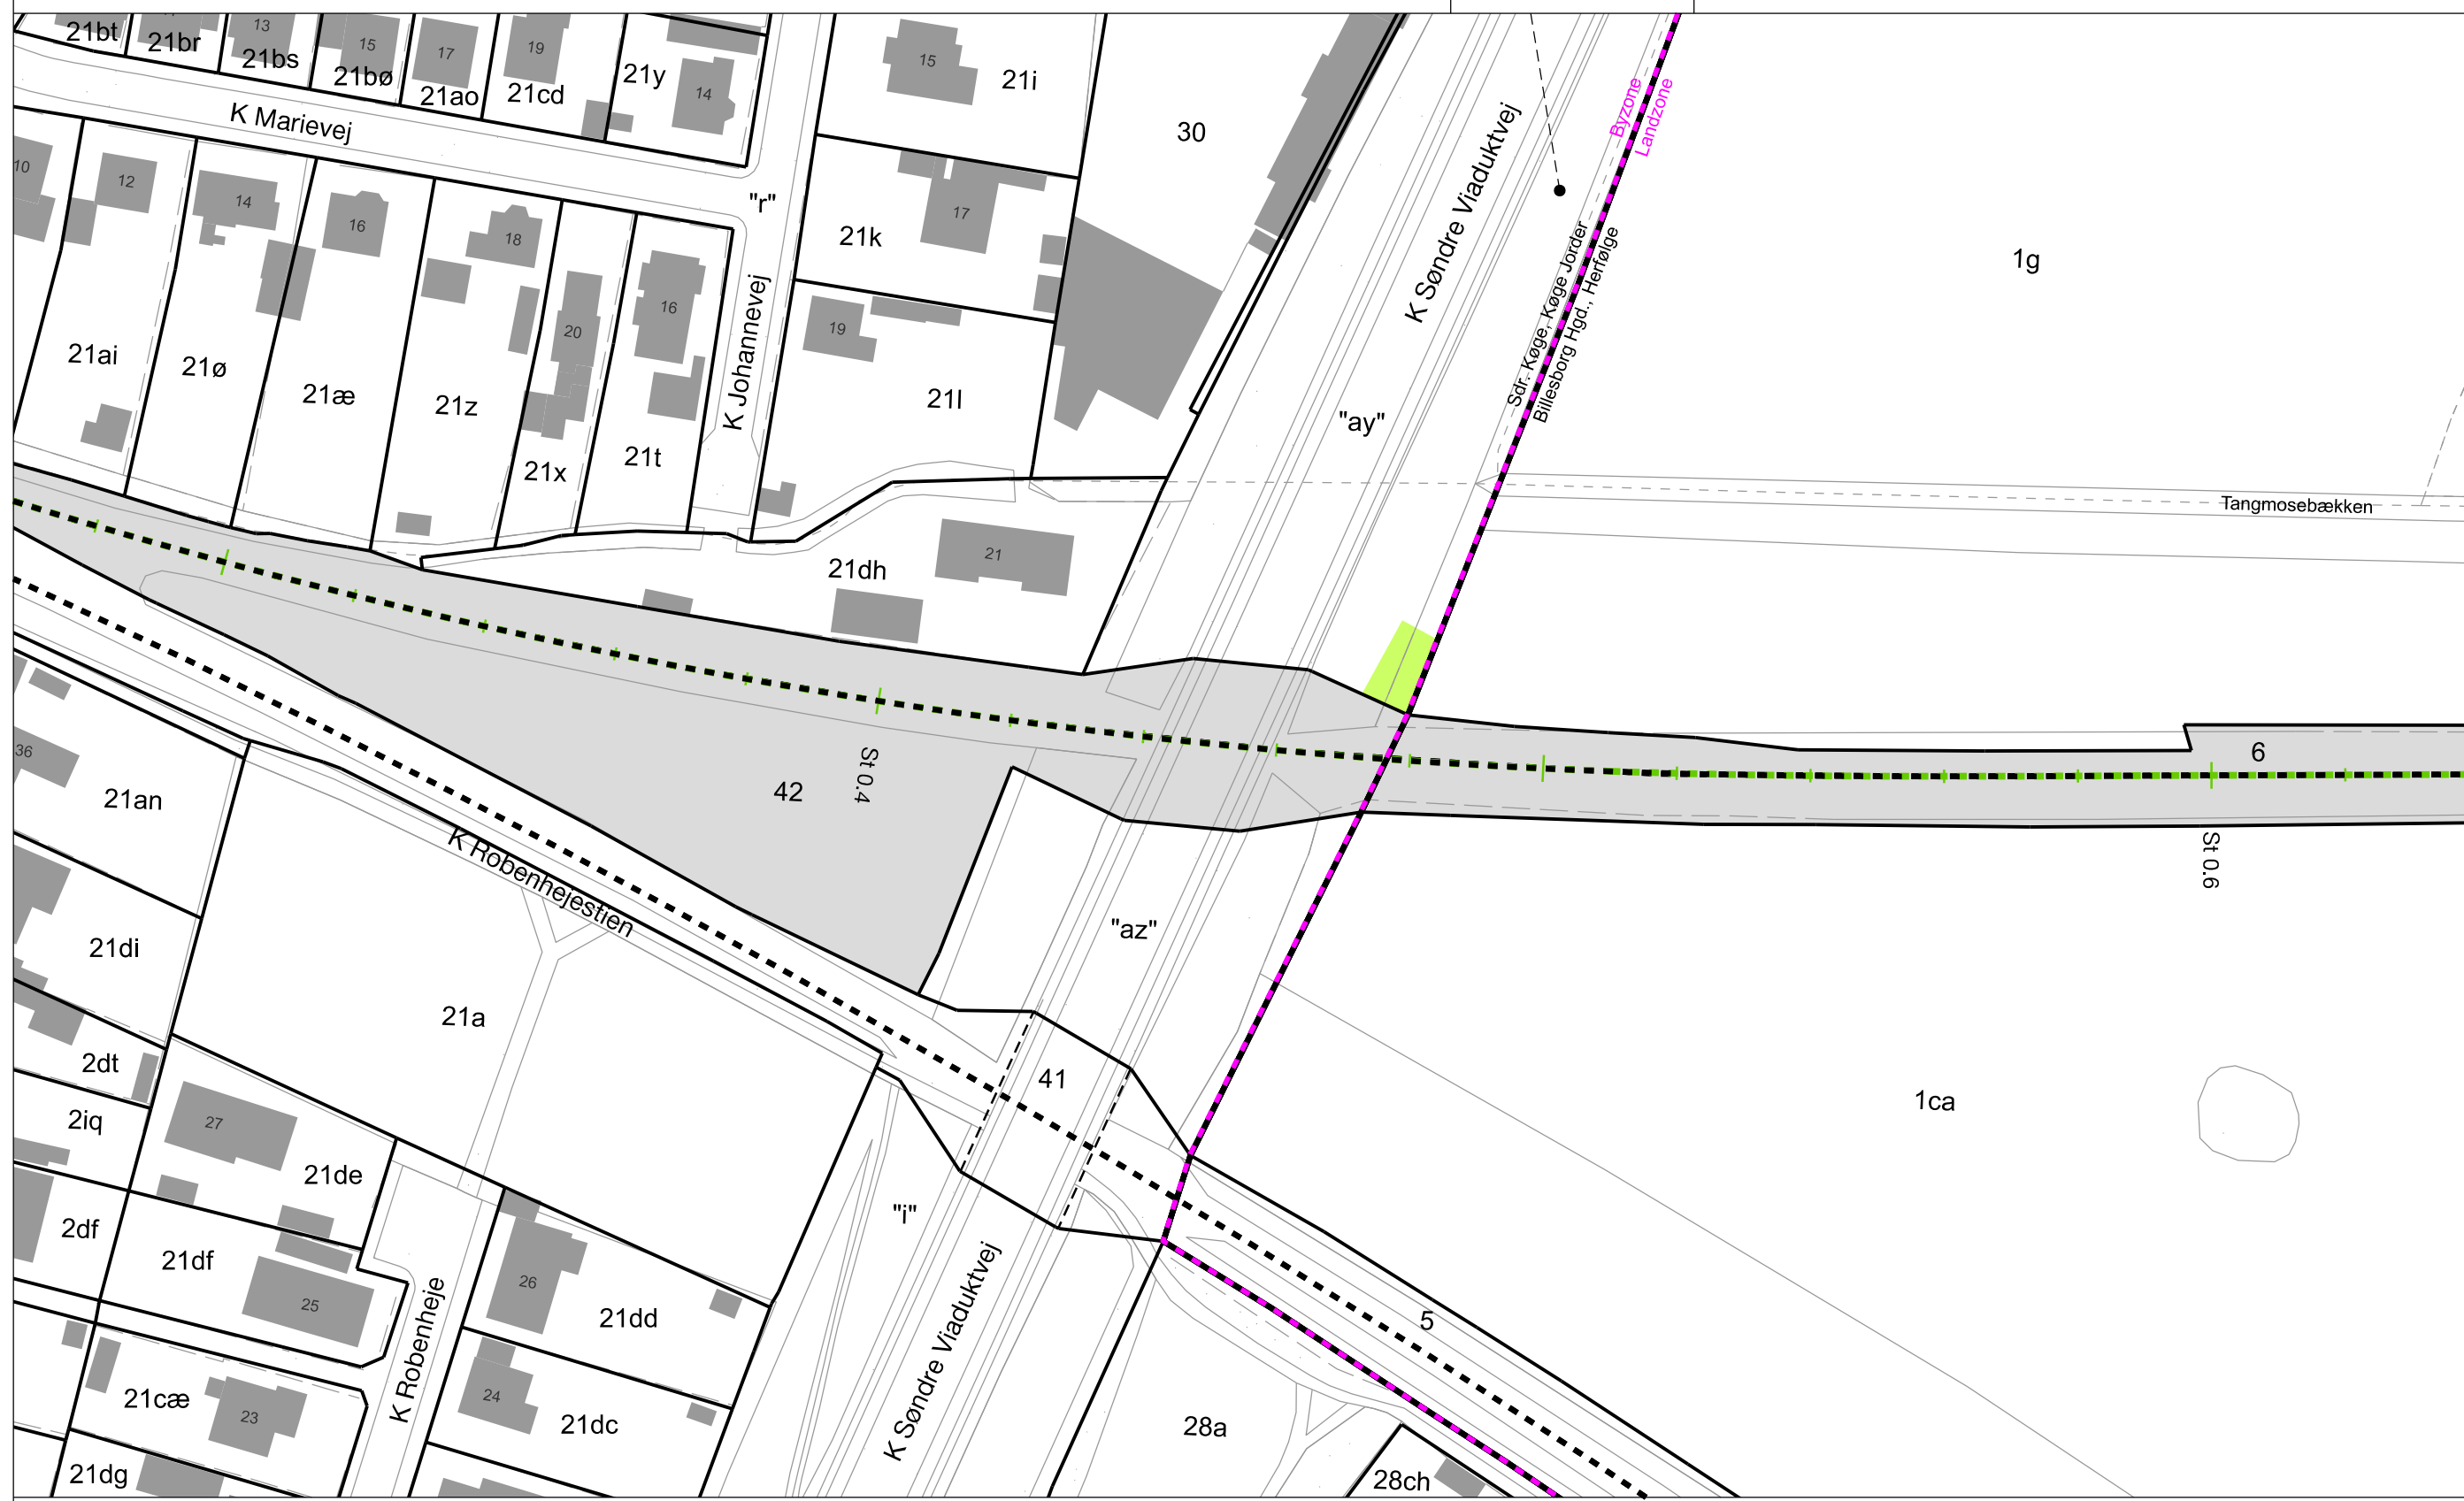 21bt
21br
13
21bs
15
21bø
17
21ao
19
21cd
21y
14
15
21i
30
K Marievej
"r"
10
12
14
16
18
20
16
17
21k
19
21l
K Johannevej
21ai
21ø
21æ
21z
21x
21t
K Søndre Viaduktvej
"ay"
Byzone
Landzone
Sdr. Køge, Køge Jorder
Billesborg Hgd., Herfølge
1g
Tangmosebækken
21dh
21
36
21an
42
St 0.4
6
St 0.6
K Robenhejestien
21di
21a
"az"
2dt
41
1ca
2iq
27
21de
2df
21df
25
"i"
26
21dd
K Robenheje
K Søndre Viaduktvej
5
21cæ
23
24
21dc
28a
21dg
28ch